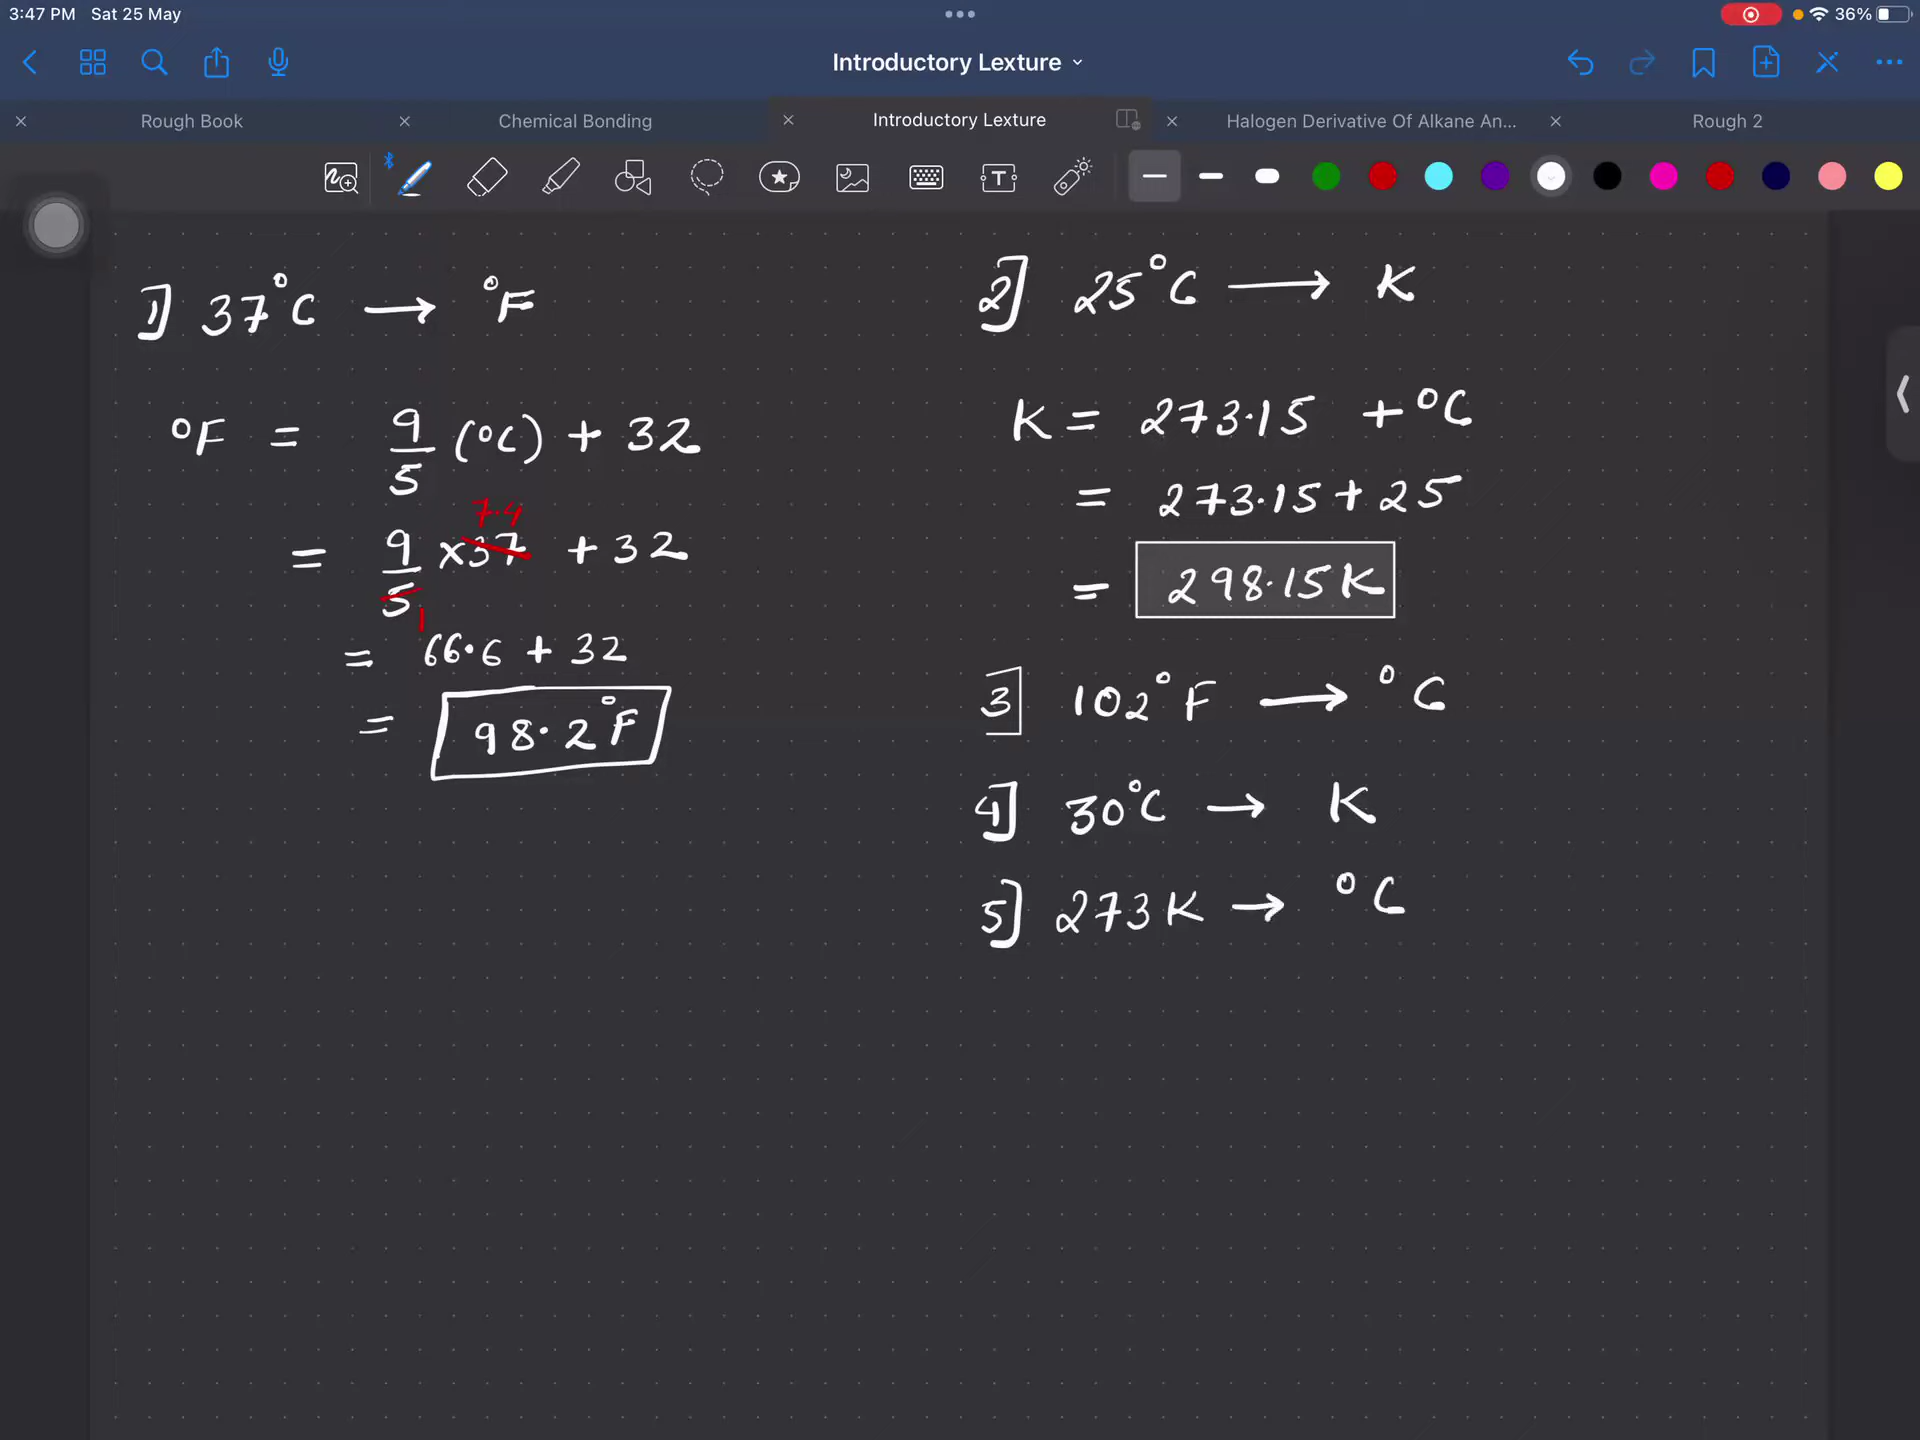 3:47 PM Sat 25 May
36%
Introductory Lexture
Rough Book
Chemical Bonding
Introductory Lexture
Halogen Derivative Of Alkane An...
Rough 2
1] 37°C → °F
°F = 9/5 (°C) + 32
7.4
= 9/5 x 37 + 32
1
= 66.6 + 32
= 98.2°F
2] 25°C → K
K = 273.15 + °C
= 273.15 + 25
= 298.15 K
3] 102°F → °C
4] 30°C → K
5] 273 K → °C